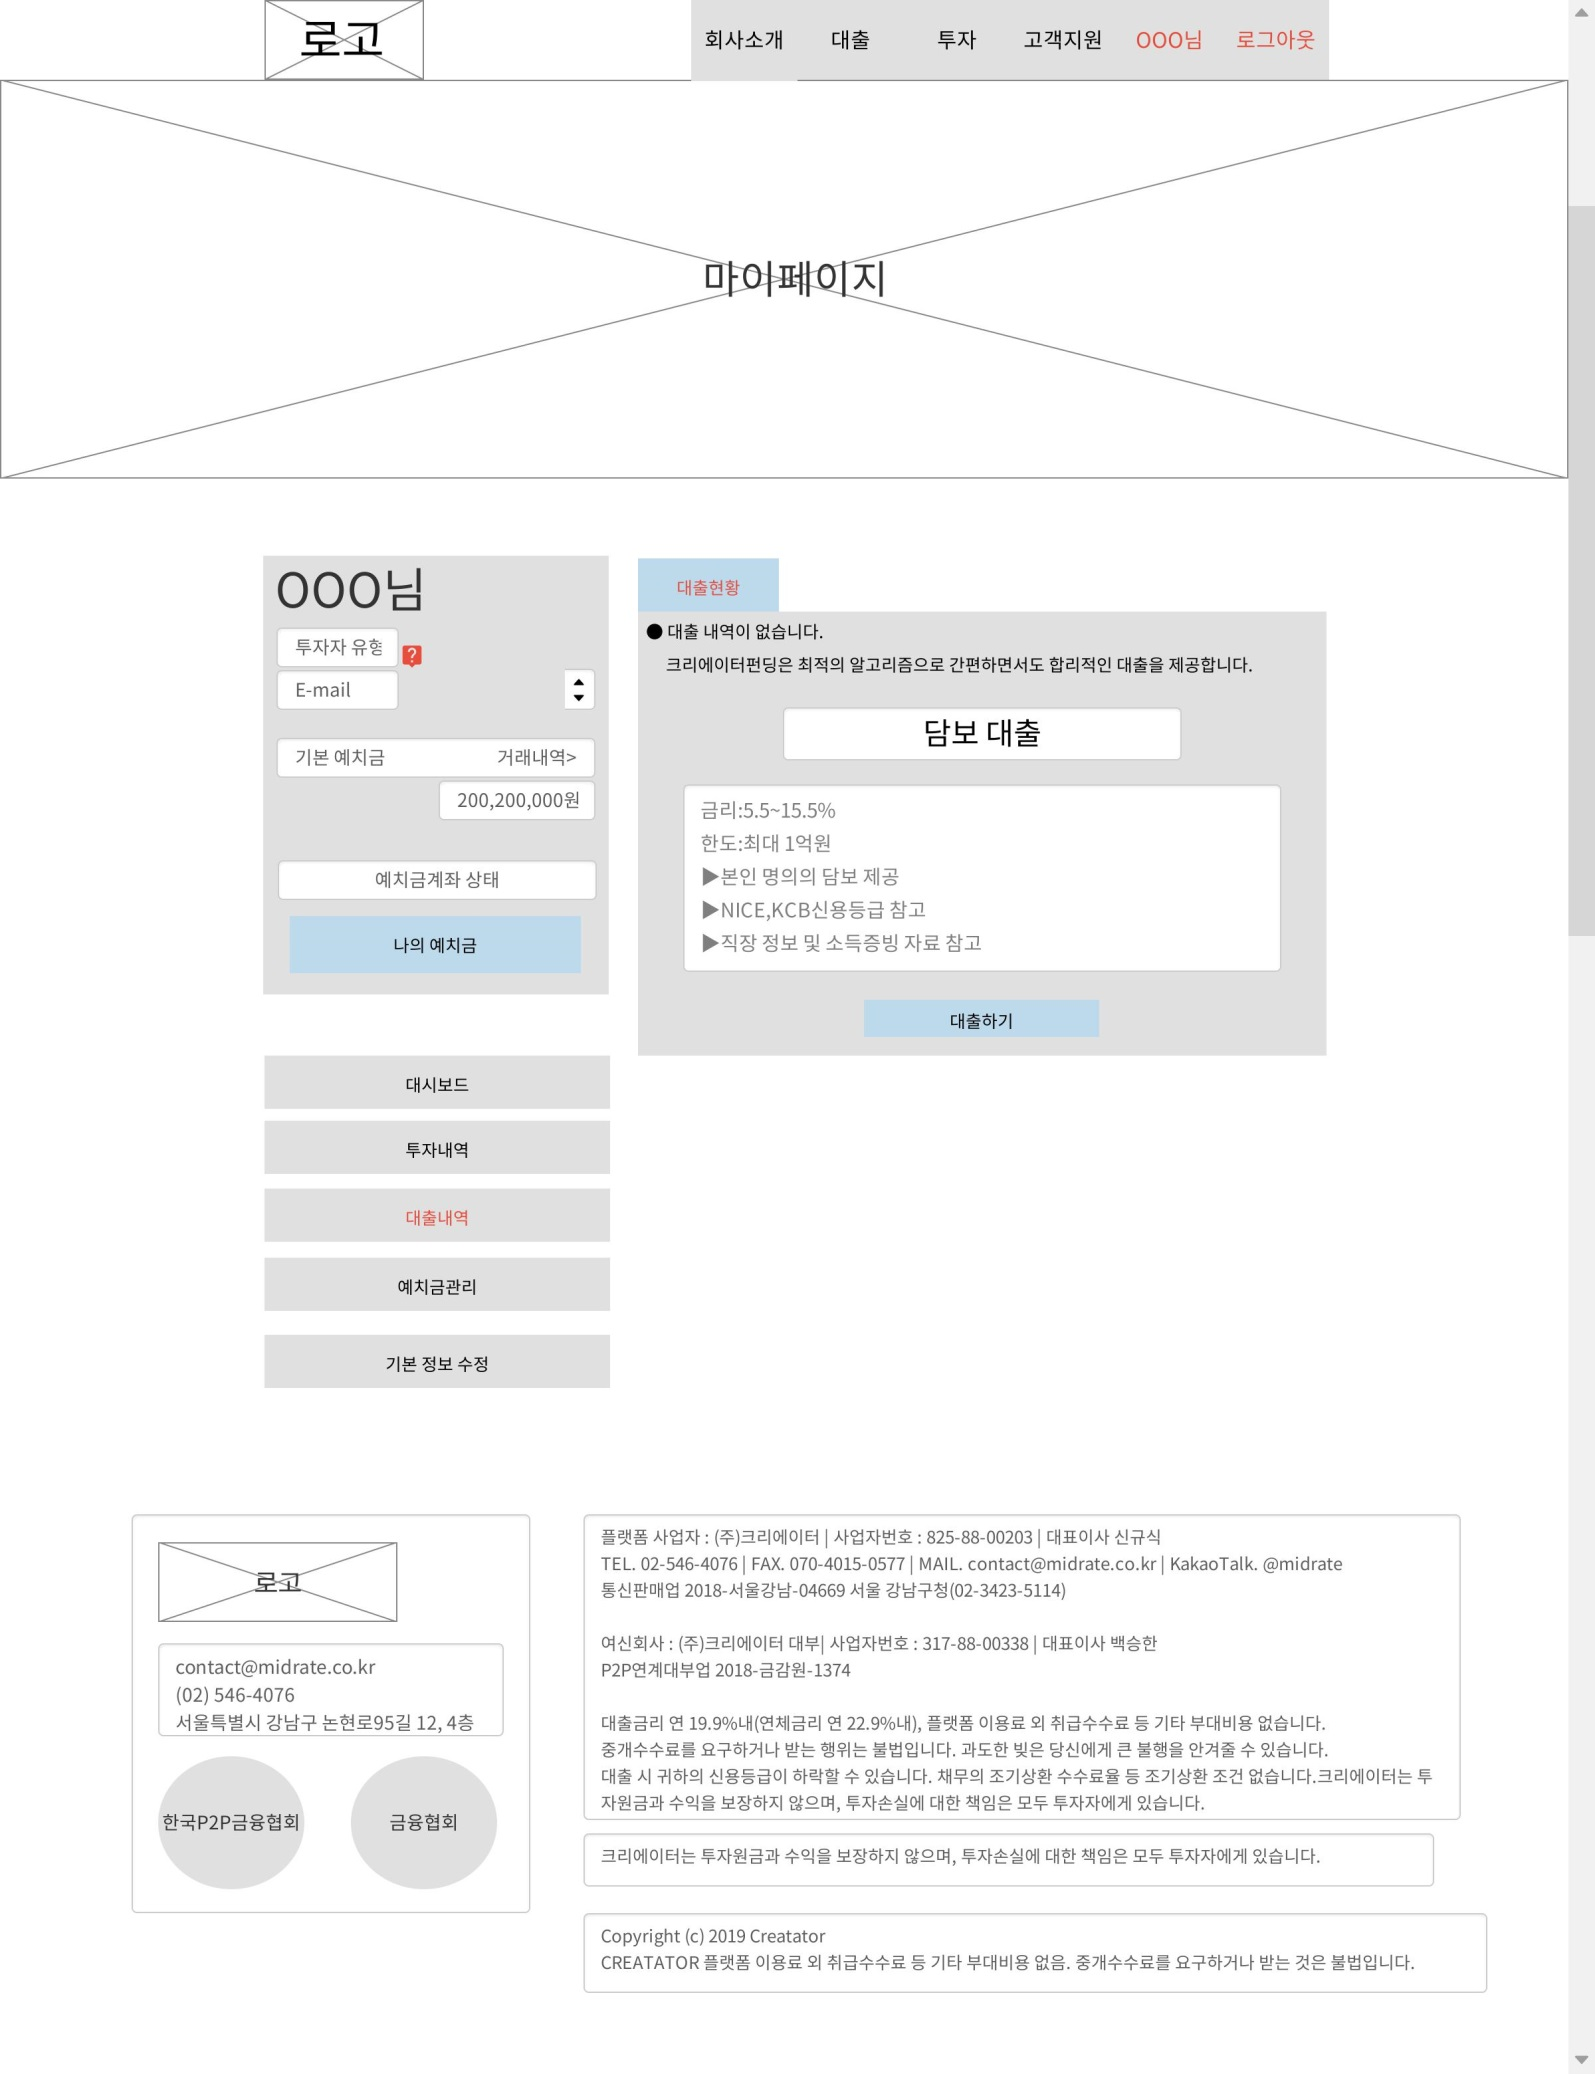 로고
회사소개 대출 투자 고객지원 OOO님 로그아웃
마이페이지
OOO님
투자자 유형
?
E-mail
기본 예치금 거래내역>
200,200,000원
예치금계좌 상태
나의 예치금
대시보드
투자내역
대출내역
예치금관리
기본 정보 수정
대출현황
● 대출 내역이 없습니다.
크리에이터펀딩은 최적의 알고리즘으로 간편하면서도 합리적인 대출을 제공합니다.
담보 대출
금리:5.5~15.5%
한도:최대 1억원
▶본인 명의의 담보 제공
▶NICE,KCB신용등급 참고
▶직장 정보 및 소득증빙 자료 참고
대출하기
로고
contact@midrate.co.kr
(02) 546-4076
서울특별시 강남구 논현로95길 12, 4층
한국P2P금융협회
금융협회
플랫폼 사업자 : (주)크리에이터 | 사업자번호 : 825-88-00203 | 대표이사 신규식
TEL. 02-546-4076 | FAX. 070-4015-0577 | MAIL. contact@midrate.co.kr | KakaoTalk. @midrate
통신판매업 2018-서울강남-04669 서울 강남구청(02-3423-5114)
여신회사 : (주)크리에이터 대부| 사업자번호 : 317-88-00338 | 대표이사 백승한
P2P연계대부업 2018-금감원-1374
대출금리 연 19.9%내(연체금리 연 22.9%내), 플랫폼 이용료 외 취급수수료 등 기타 부대비용 없습니다.
중개수수료를 요구하거나 받는 행위는 불법입니다. 과도한 빚은 당신에게 큰 불행을 안겨줄 수 있습니다.
대출 시 귀하의 신용등급이 하락할 수 있습니다. 채무의 조기상환 수수료율 등 조기상환 조건 없습니다.크리에이터는 투
자원금과 수익을 보장하지 않으며, 투자손실에 대한 책임은 모두 투자자에게 있습니다.
크리에이터는 투자원금과 수익을 보장하지 않으며, 투자손실에 대한 책임은 모두 투자자에게 있습니다.
Copyright (c) 2019 Creatator
CREATATOR 플랫폼 이용료 외 취급수수료 등 기타 부대비용 없음. 중개수수료를 요구하거나 받는 것은 불법입니다.